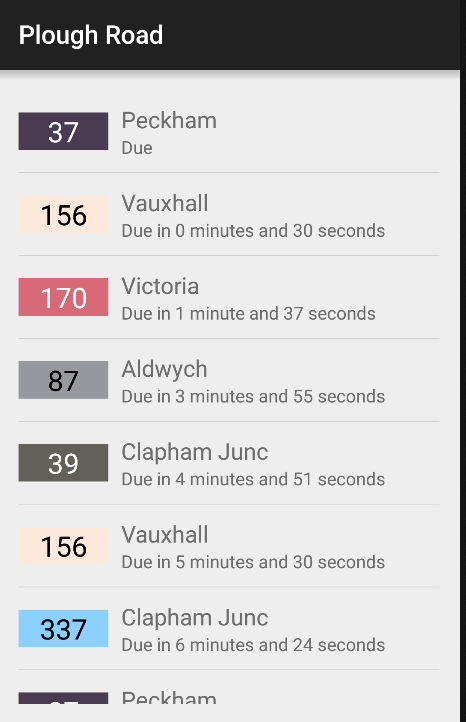 Plough Road
37
Peckham
Due
156
Vauxhall
Due in 0 minutes and 30 seconds
170
Victoria
Due in 1 minute and 37 seconds
87
Aldwych
Due in 3 minutes and 55 seconds
39
Clapham Junc
Due in 4 minutes and 51 seconds
156
Vauxhall
Due in 5 minutes and 30 seconds
337
Clapham Junc
Due in 6 minutes and 24 seconds
37
Peckham